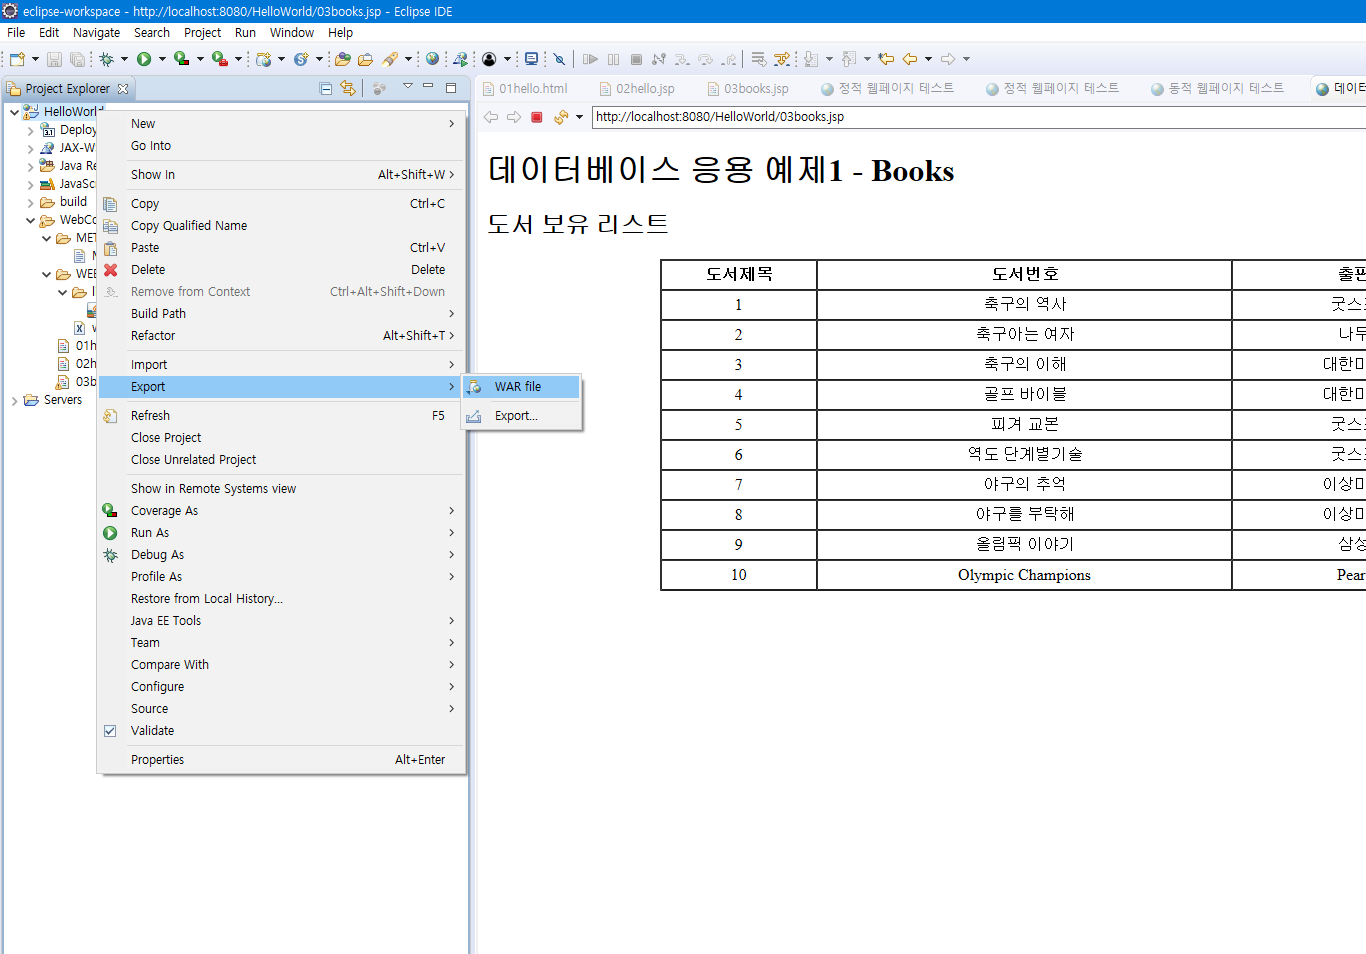 eclipse-workspace - http://localhost:8080/HelloWorld/03books.jsp - Eclipse IDE
File Edit Navigate Search Project Run Window Help
Project Explorer
01hello.html 02hello.jsp 03books.jsp 정적 웹페이지 테스트 정적 웹페이지 테스트 동적 웹페이지 테스트 데이터
http://localhost:8080/HelloWorld/03books.jsp
HelloWorld
Deploy
JAX-W
Java Re
JavaSc
build
WebCo
MET
M
WEB
l
w
01h
02h
03b
Servers
New
Go Into
Show In Alt+Shift+W
Copy Ctrl+C
Copy Qualified Name
Paste Ctrl+V
Delete Delete
Remove from Context Ctrl+Alt+Shift+Down
Build Path
Refactor Alt+Shift+T
Import
Export
Refresh F5
Close Project
Close Unrelated Project
Show in Remote Systems view
Coverage As
Run As
Debug As
Profile As
Restore from Local History...
Java EE Tools
Team
Compare With
Configure
Source
Validate
Properties Alt+Enter
WAR file
Export...
데이터베이스 응용 예제1 - Books
도서 보유 리스트
도서제목 도서번호 출판
1 축구의 역사 굿스
2 축구아는 여자 나무
3 축구의 이해 대한미
4 골프 바이블 대한미
5 피겨 교본 굿스
6 역도 단계별기술 굿스
7 야구의 추억 이상미
8 야구를 부탁해 이상미
9 올림픽 이야기 삼성
10 Olympic Champions Pear